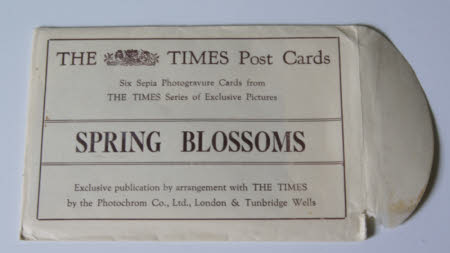 THE TIMES Post Cards
Six Sepia Photogravure Cards from
THE TIMES Series of Exclusive Pictures
SPRING BLOSSOMS
Exclusive publication by arrangement with THE TIMES
by the Photochrom Co., Ltd., London & Tunbridge Wells